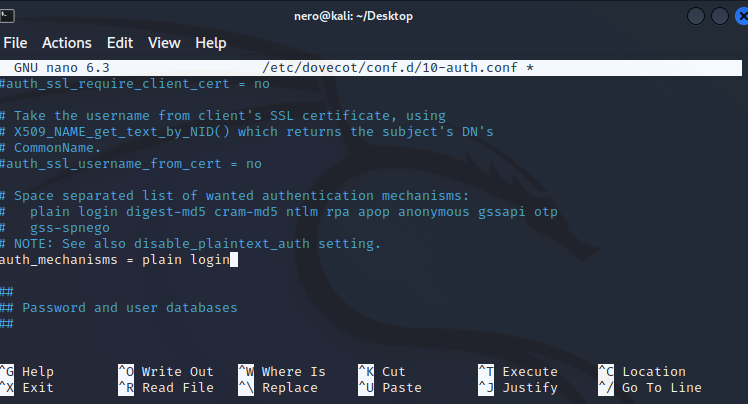 nero@kali: ~/Desktop
File Actions Edit View Help
GNU nano 6.3 /etc/dovecot/conf.d/10-auth.conf *
#auth_ssl_require_client_cert = no
# Take the username from client's SSL certificate, using
# X509_NAME_get_text_by_NID() which returns the subject's DN's
# CommonName.
#auth_ssl_username_from_cert = no
# Space separated list of wanted authentication mechanisms:
#   plain login digest-md5 cram-md5 ntlm rpa apop anonymous gssapi otp
#   gss-spnego
# NOTE: See also disable_plaintext_auth setting.
auth_mechanisms = plain login
##
## Password and user databases
##
^G Help ^O Write Out ^W Where Is ^K Cut ^T Execute ^C Location
^X Exit ^R Read File ^\ Replace ^U Paste ^J Justify ^/ Go To Line